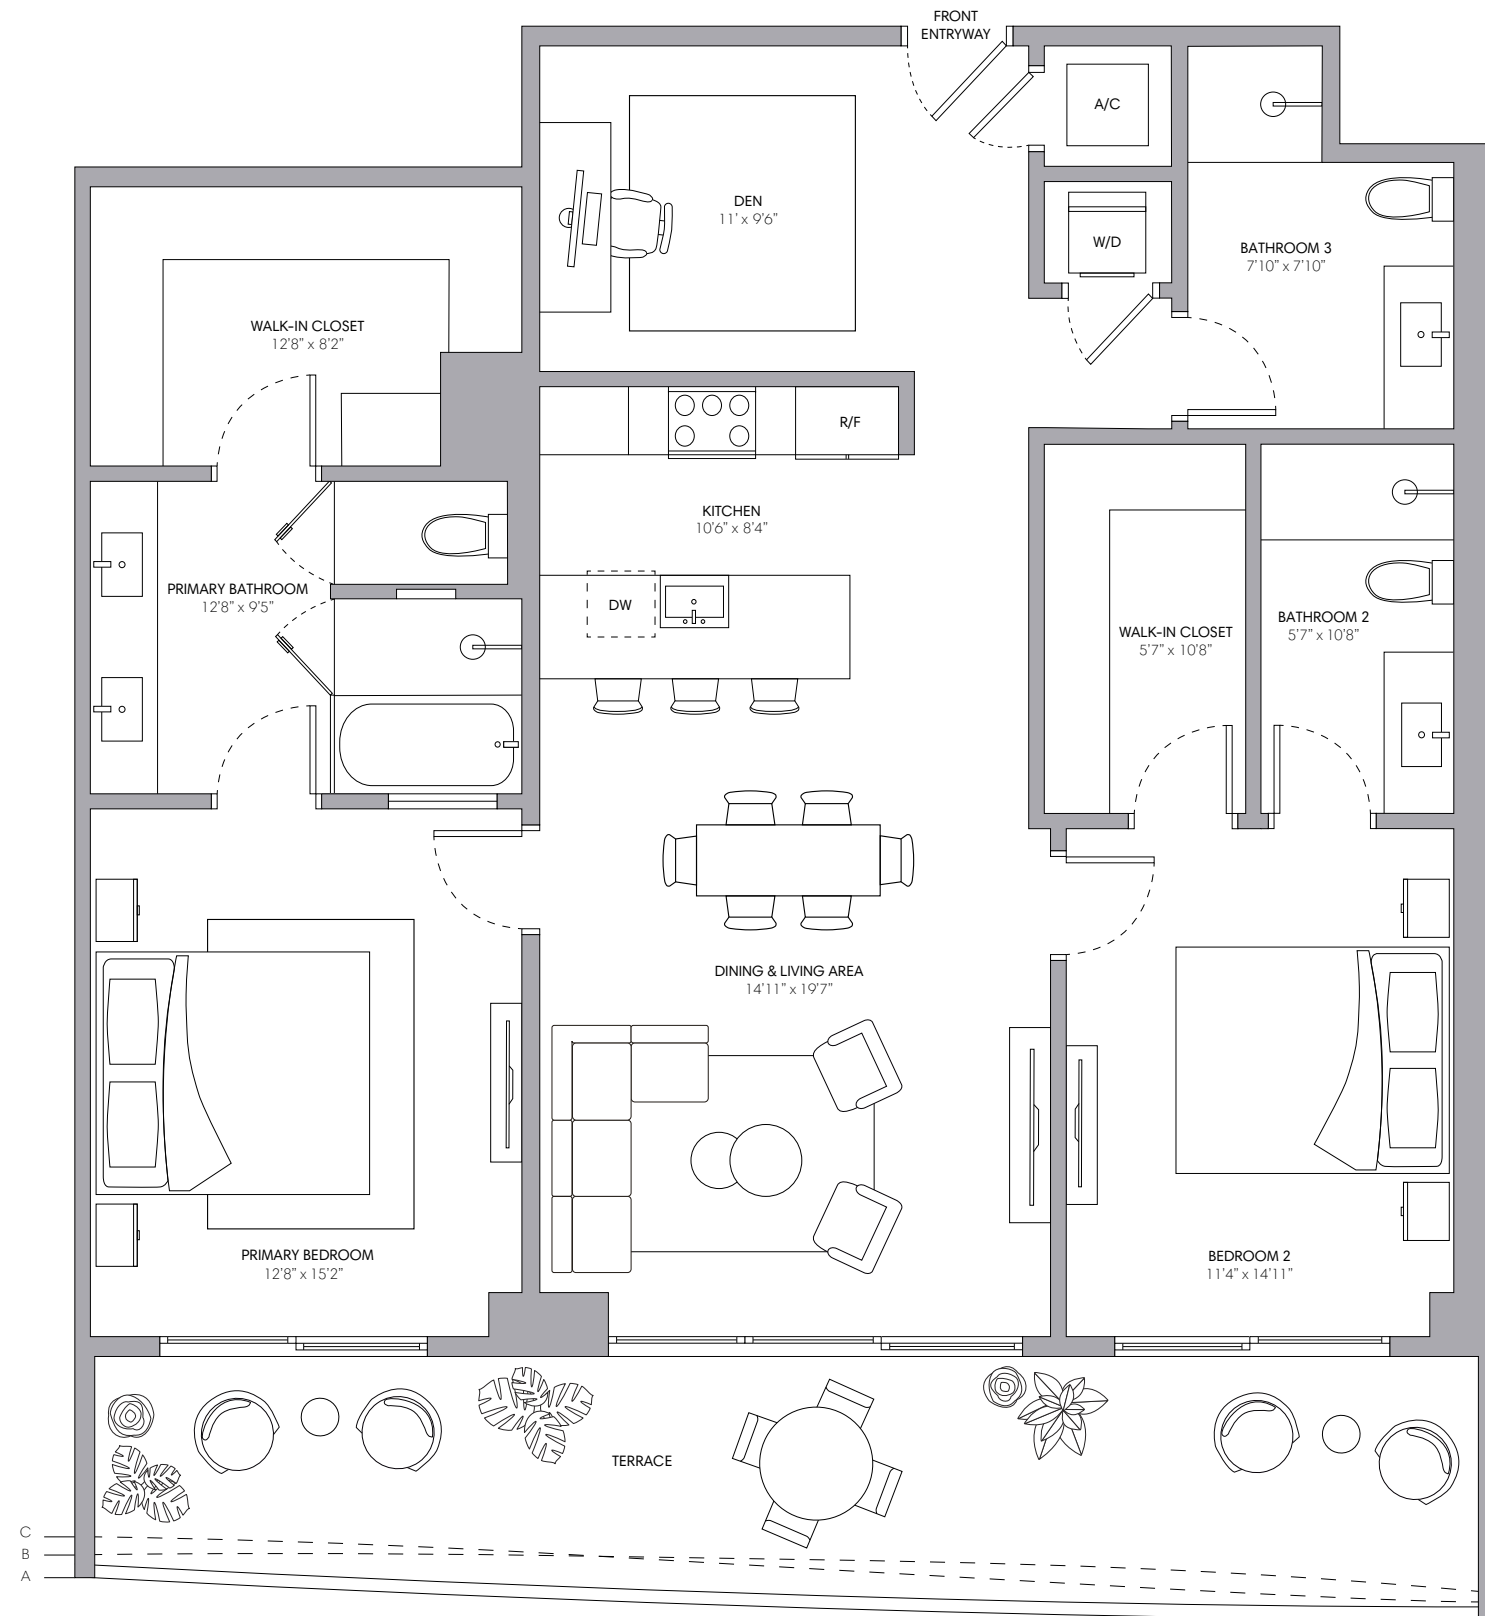 FRONT
ENTRYWAY
A/C
DEN
11' x 9'6"
W/D
BATHROOM 3
7'10" x 7'10"
WALK-IN CLOSET
12'8" x 8'2"
R/F
KITCHEN
10'6" x 8'4"
PRIMARY BATHROOM
12'8" x 9'5"
DW
WALK-IN CLOSET
5'7" x 10'8"
BATHROOM 2
5'7" x 10'8"
DINING & LIVING AREA
14'11" x 19'7"
PRIMARY BEDROOM
12'8" x 15'2"
BEDROOM 2
11'4" x 14'11"
TERRACE
C
B
A